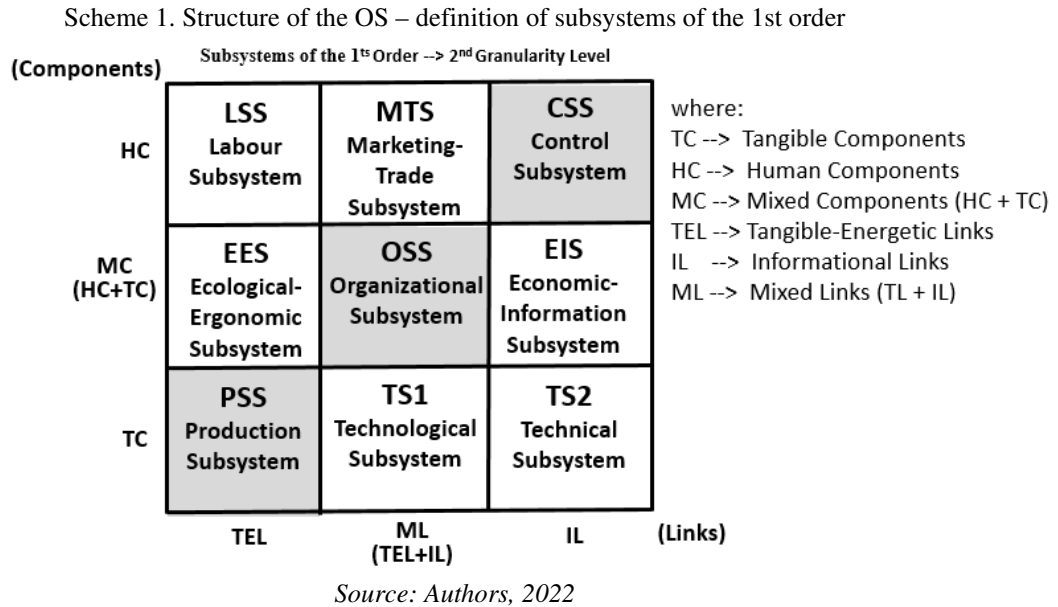 Scheme 1. Structure of the OS – definition of subsystems of the 1st order
Subsystems of the 1ᵗˢ Order --> 2ⁿᵈ Granularity Level
(Components)
HC
LSS
Labour
Subsystem
MTS
Marketing-
Trade
Subsystem
CSS
Control
Subsystem
MC
(HC+TC)
EES
Ecological-
Ergonomic
Subsystem
OSS
Organizational
Subsystem
EIS
Economic-
Information
Subsystem
TC
PSS
Production
Subsystem
TS1
Technological
Subsystem
TS2
Technical
Subsystem
TEL
ML
(TEL+IL)
IL
(Links)
where:
TC --> Tangible Components
HC --> Human Components
MC --> Mixed Components (HC + TC)
TEL --> Tangible-Energetic Links
IL --> Informational Links
ML --> Mixed Links (TL + IL)
Source: Authors, 2022